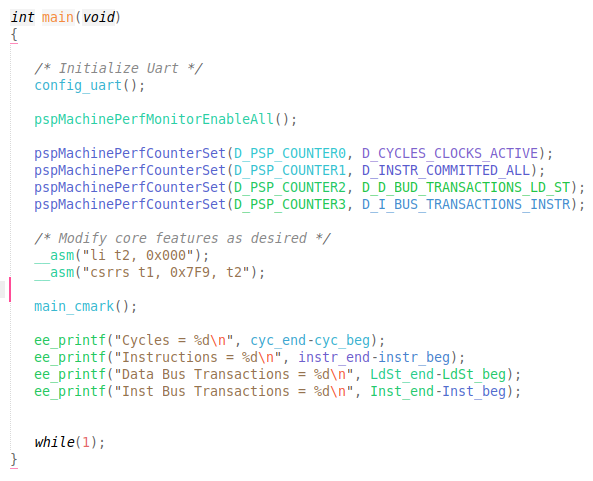 int main(void)
{
/* Initialize Uart */
config_uart();
pspMachinePerfMonitorEnableAll();
pspMachinePerfCounterSet(D_PSP_COUNTER0, D_CYCLES_CLOCKS_ACTIVE);
pspMachinePerfCounterSet(D_PSP_COUNTER1, D_INSTR_COMMITTED_ALL);
pspMachinePerfCounterSet(D_PSP_COUNTER2, D_D_BUD_TRANSACTIONS_LD_ST);
pspMachinePerfCounterSet(D_PSP_COUNTER3, D_I_BUS_TRANSACTIONS_INSTR);
/* Modify core features as desired */
__asm("li t2, 0x000");
__asm("csrrs t1, 0x7F9, t2");
main_cmark();
ee_printf("Cycles = %d\n", cyc_end-cyc_beg);
ee_printf("Instructions = %d\n", instr_end-instr_beg);
ee_printf("Data Bus Transactions = %d\n", LdSt_end-LdSt_beg);
ee_printf("Inst Bus Transactions = %d\n", Inst_end-Inst_beg);
while(1);
}